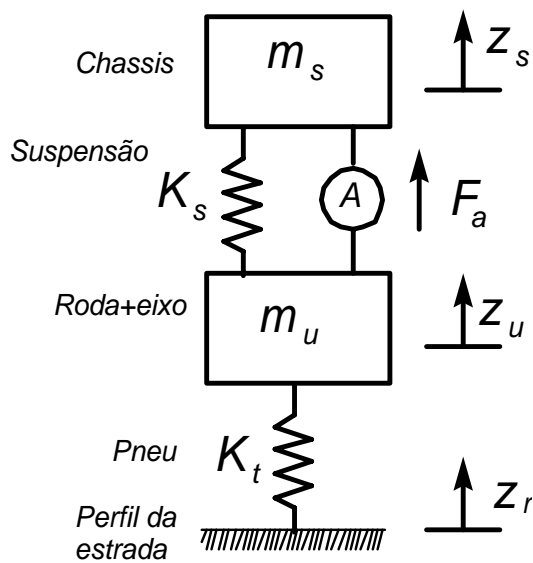 Chassis
m_s
z_s
Suspensão
K_s
A
F_a
Roda+eixo
m_u
z_u
Pneu
K_t
Perfil da
estrada
z_r